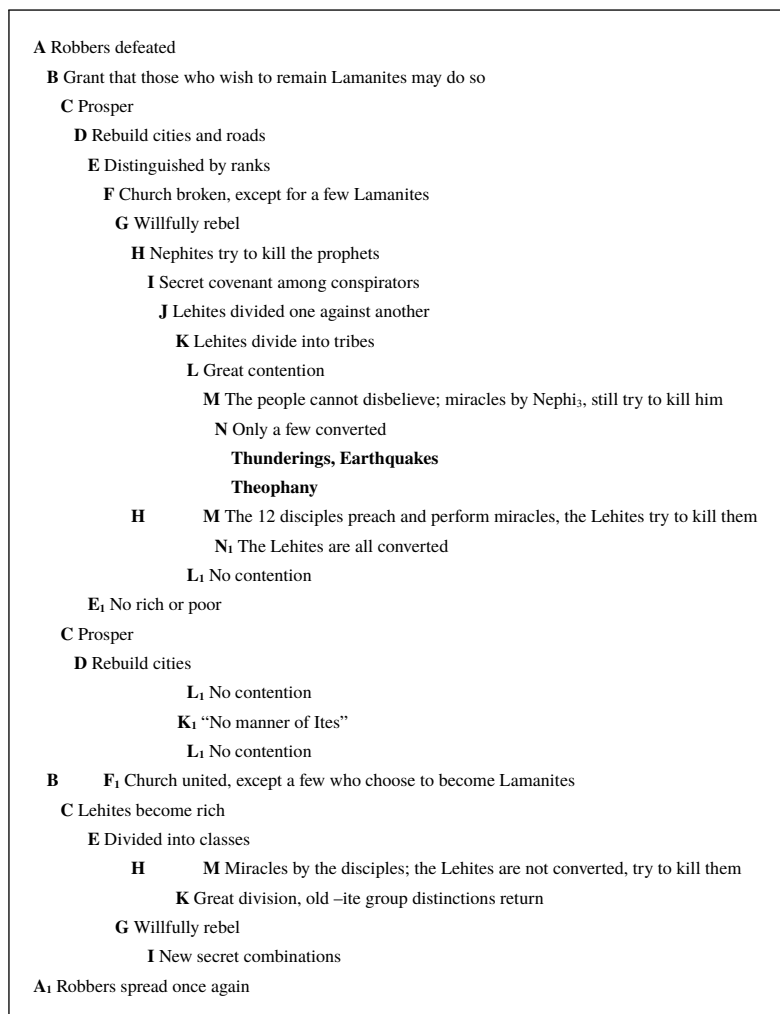 A Robbers defeated
B Grant that those who wish to remain Lamanites may do so
C Prosper
D Rebuild cities and roads
E Distinguished by ranks
F Church broken, except for a few Lamanites
G Willfully rebel
H Nephites try to kill the prophets
I Secret covenant among conspirators
J Lehites divided one against another
K Lehites divide into tribes
L Great contention
M The people cannot disbelieve; miracles by Nephi₃, still try to kill him
N Only a few converted
Thunderings, Earthquakes
Theophany
H M The 12 disciples preach and perform miracles, the Lehites try to kill them
N₁ The Lehites are all converted
L₁ No contention
E₁ No rich or poor
C Prosper
D Rebuild cities
L₁ No contention
K₁ “No manner of Ites”
L₁ No contention
B F₁ Church united, except a few who choose to become Lamanites
C Lehites become rich
E Divided into classes
H M Miracles by the disciples; the Lehites are not converted, try to kill them
K Great division, old –ite group distinctions return
G Willfully rebel
I New secret combinations
A₁ Robbers spread once again